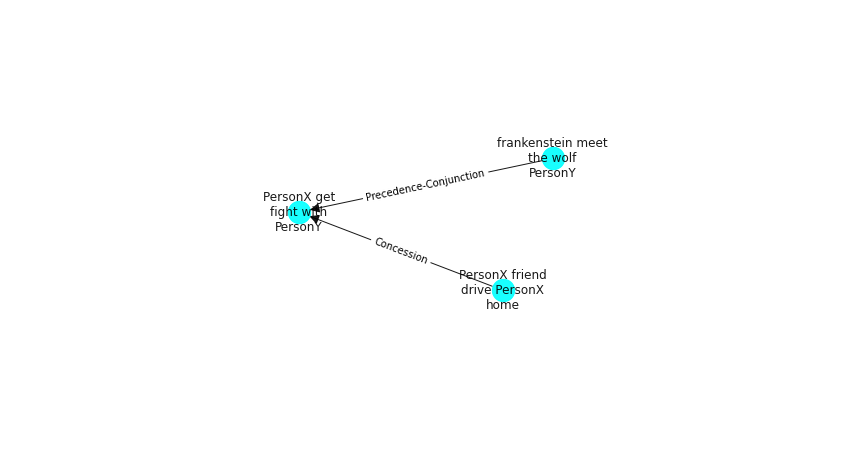 frankenstein meet
the wolf
PersonY
Precedence-Conjunction
PersonX get
fight with
PersonY
Concession
PersonX friend
drive PersonX
home